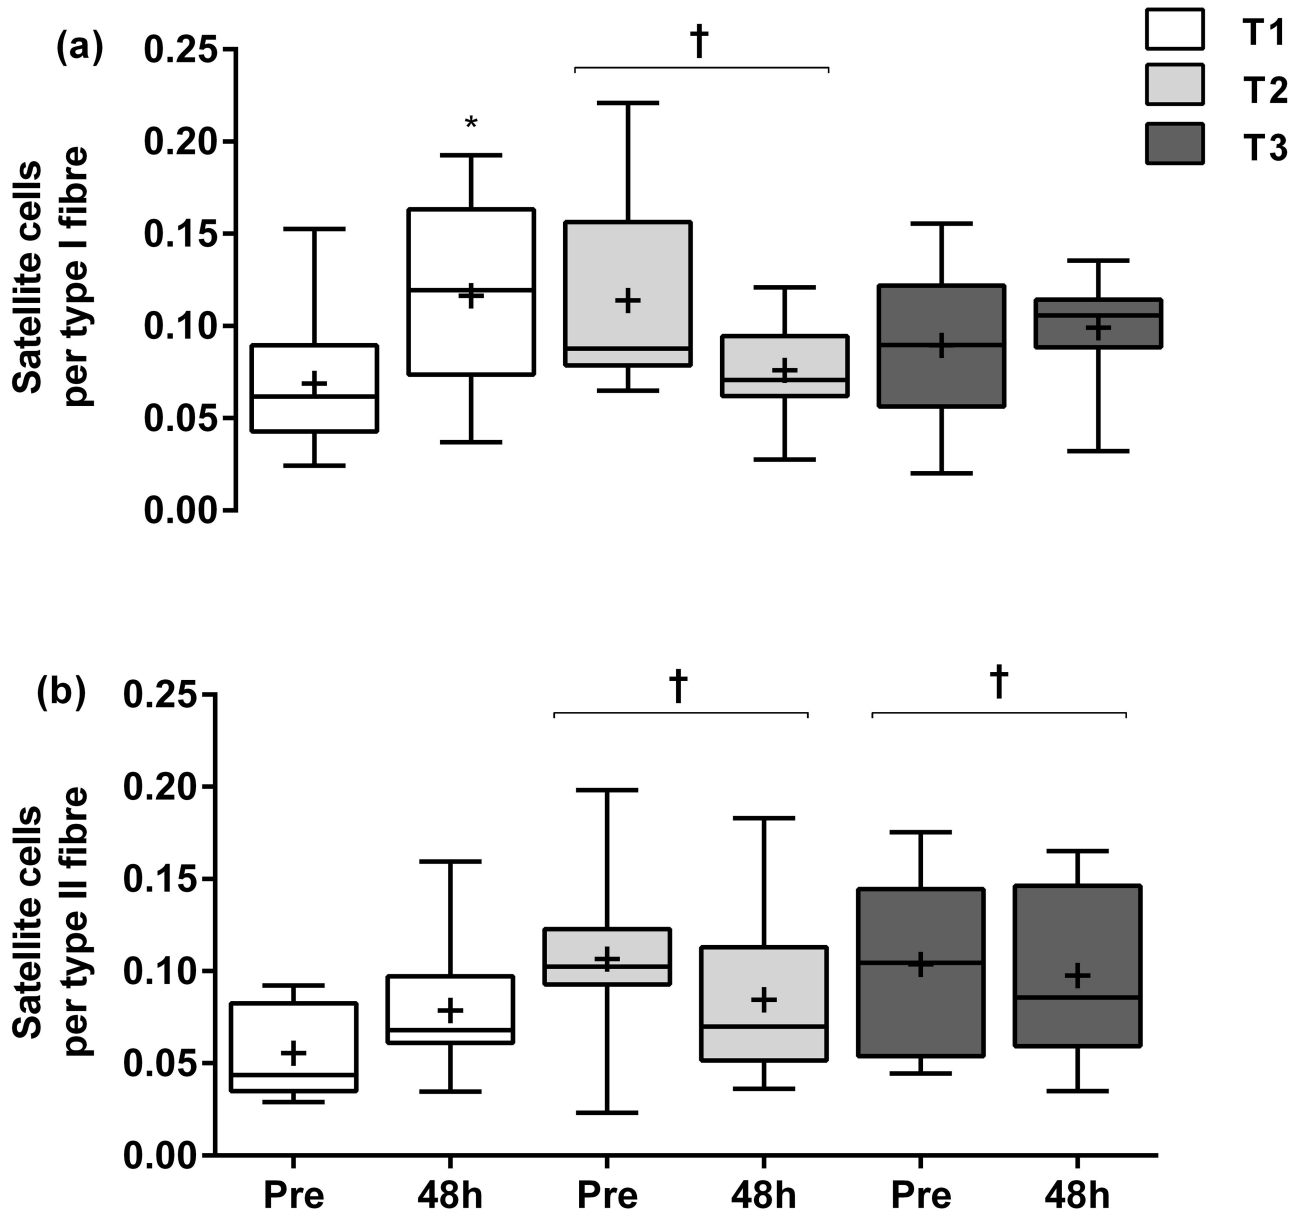 (a)
0.25
0.20
0.15
0.10
0.05
0.00
Satellite cells
per type I fibre
*
†
T1
T2
T3
(b)
0.25
0.20
0.15
0.10
0.05
0.00
Satellite cells
per type II fibre
† †
Pre 48h Pre 48h Pre 48h